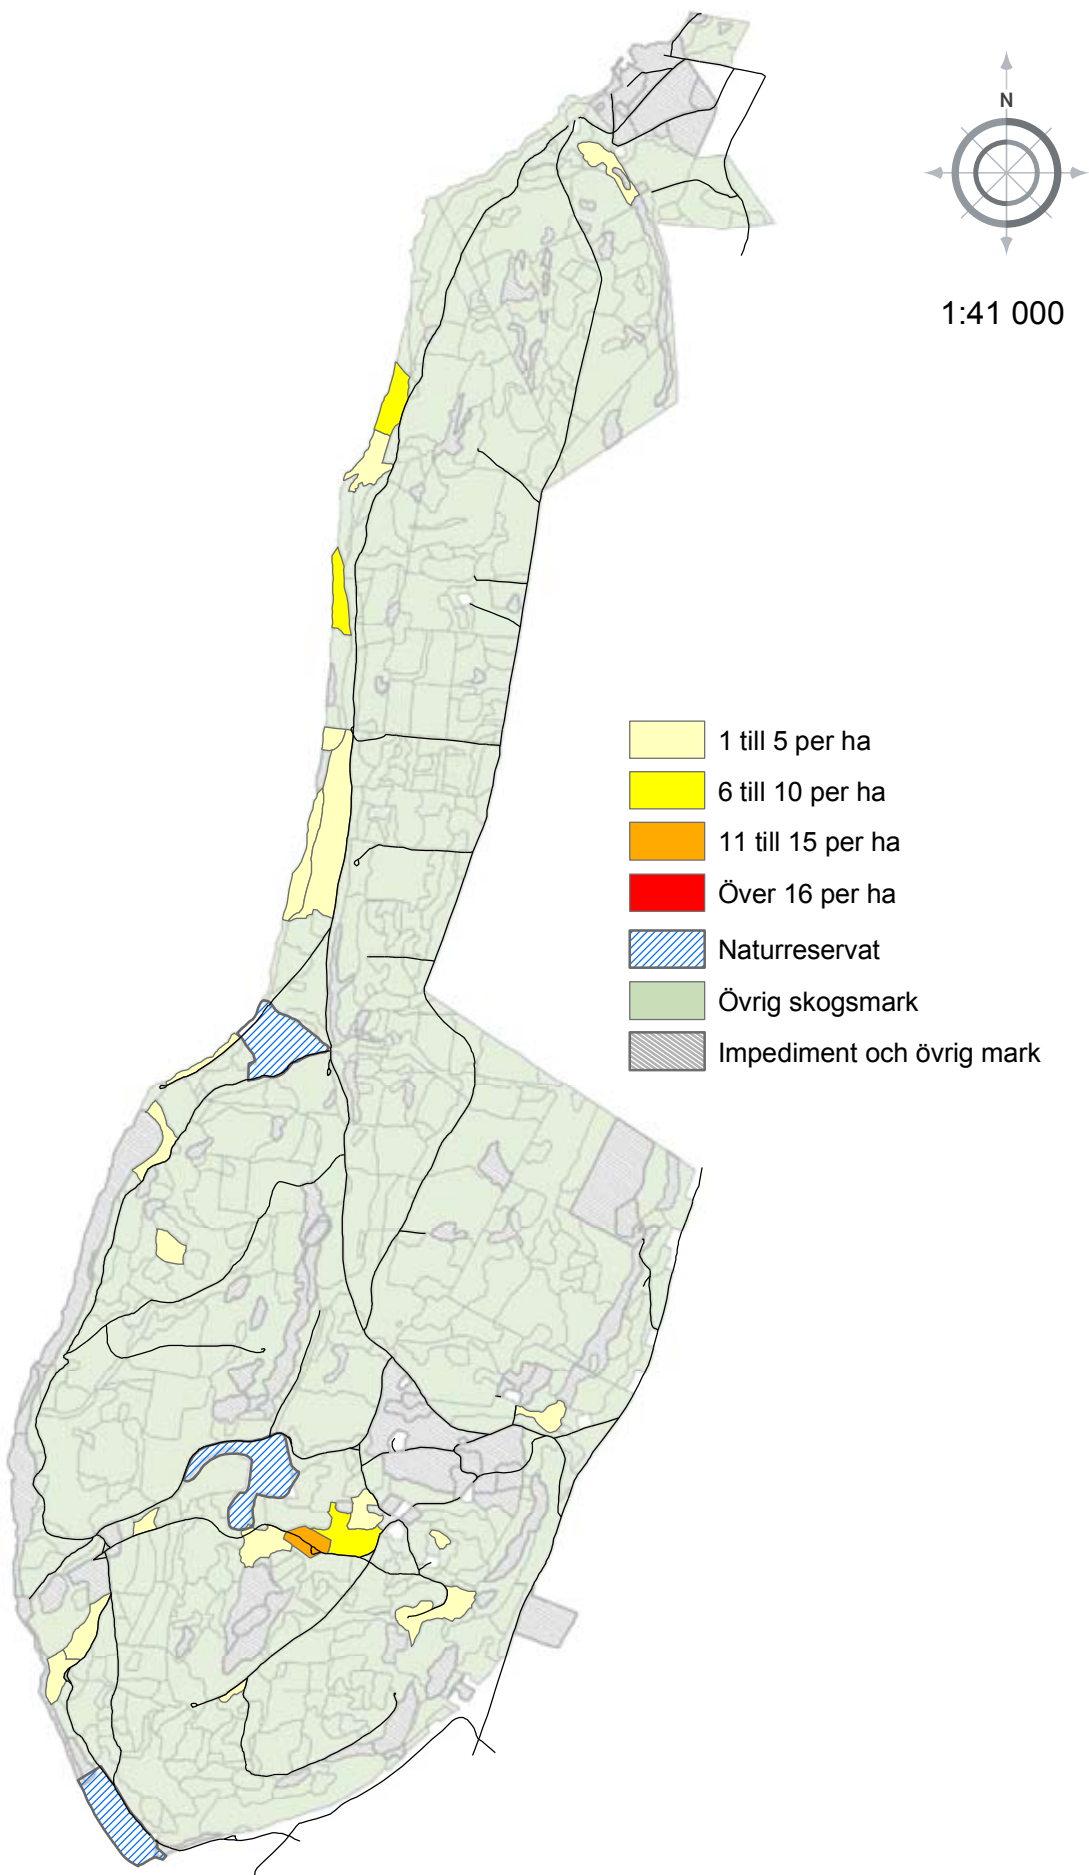 N
1:41 000
1 till 5 per ha
6 till 10 per ha
11 till 15 per ha
Över 16 per ha
Naturreservat
Övrig skogsmark
Impediment och övrig mark